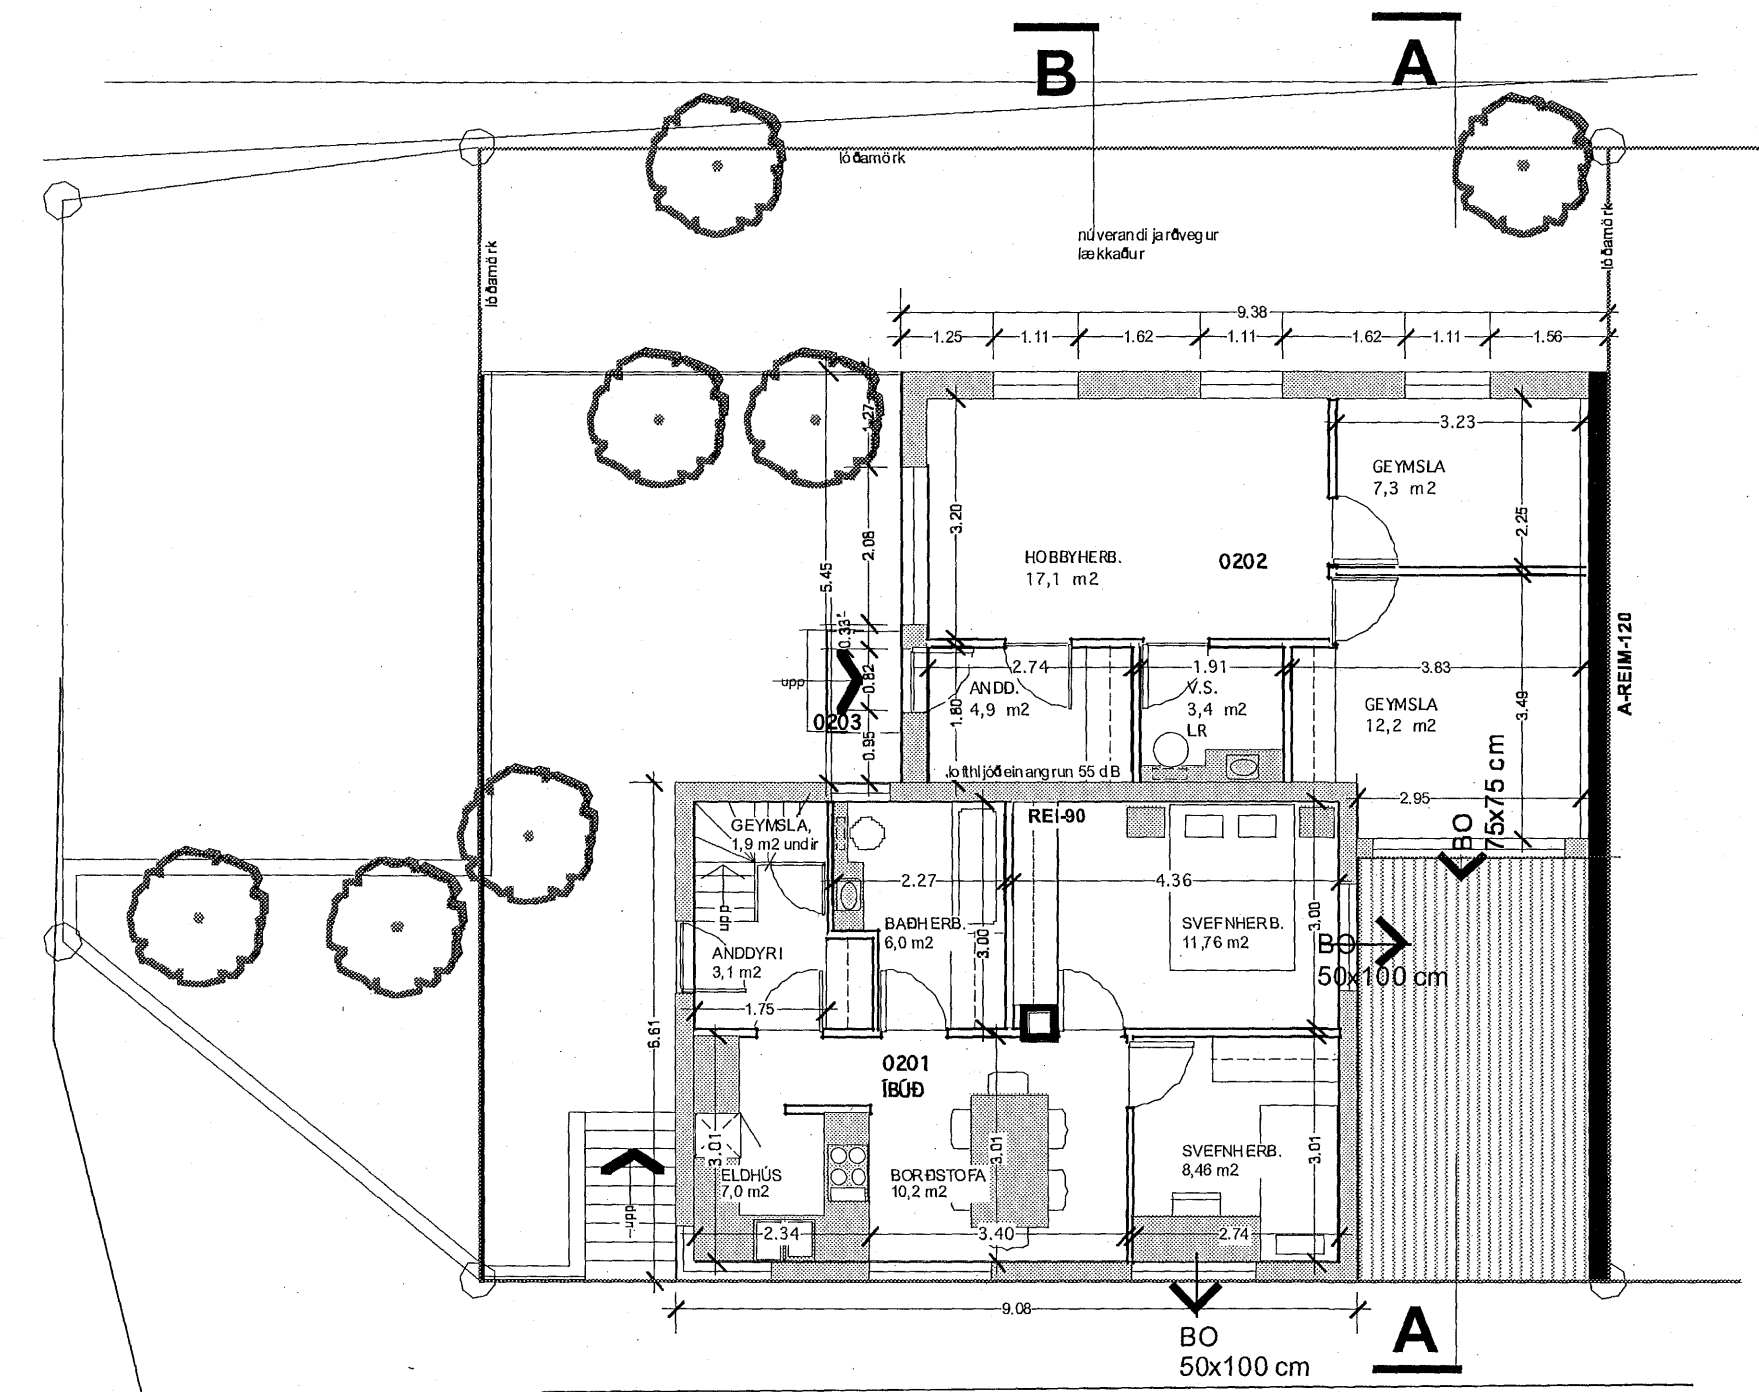 B
A
lóðamörk
lóðamörk
lóðamörk
núverandi jarðvegur
lækkaður
9.38
1.25
1.11
1.62
1.11
1.62
1.11
1.56
1.27
3.23
GEYMSLA
7,3 m2
3.20
2.08
2.25
5.45
HOBBYHERB.
17,1 m2
0202
0.33
A-REIM-120
upp
0.82
2.74
1.91
3.83
ANDD.
4,9 m2
1.80
V.S.
3,4 m2
LR
GEYMSLA
12,2 m2
3.49
0203
0.95
lofthljóðeinangrun 55 dB
2.95
BO
75x75 cm
REI-90
GEYMSLA,
1,9 m2 undir
2.27
4.36
upp
BAÐHERB.
6,0 m2
3.00
SVEFNHERB.
11,76 m2
3.00
BO
50x100 cm
ANDDYRI
3,1 m2
1.75
6.61
0201
ÍBÚÐ
3.01
3.01
3.01
ELDHÚS
7,0 m2
BORÐSTOFA
10,2 m2
SVEFNHERB.
8,46 m2
upp
2.34
3.40
2.74
9.08
BO
50x100 cm
A